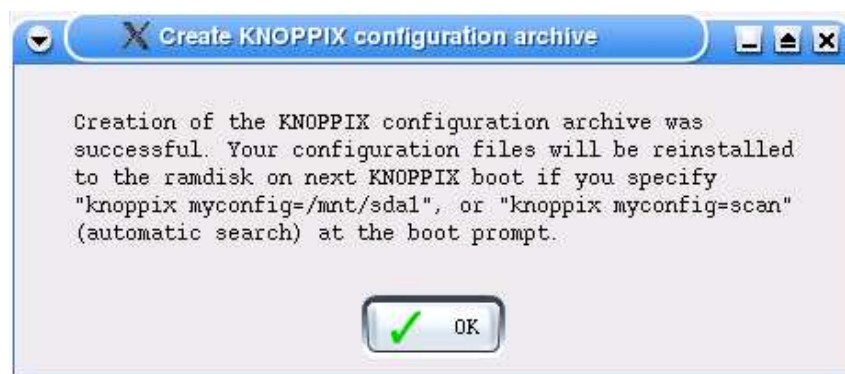 Create KNOPPIX configuration archive
Creation of the KNOPPIX configuration archive was
successful. Your configuration files will be reinstalled
to the ramdisk on next KNOPPIX boot if you specify
"knoppix myconfig=/mnt/sda1", or "knoppix myconfig=scan"
(automatic search) at the boot prompt.
OK